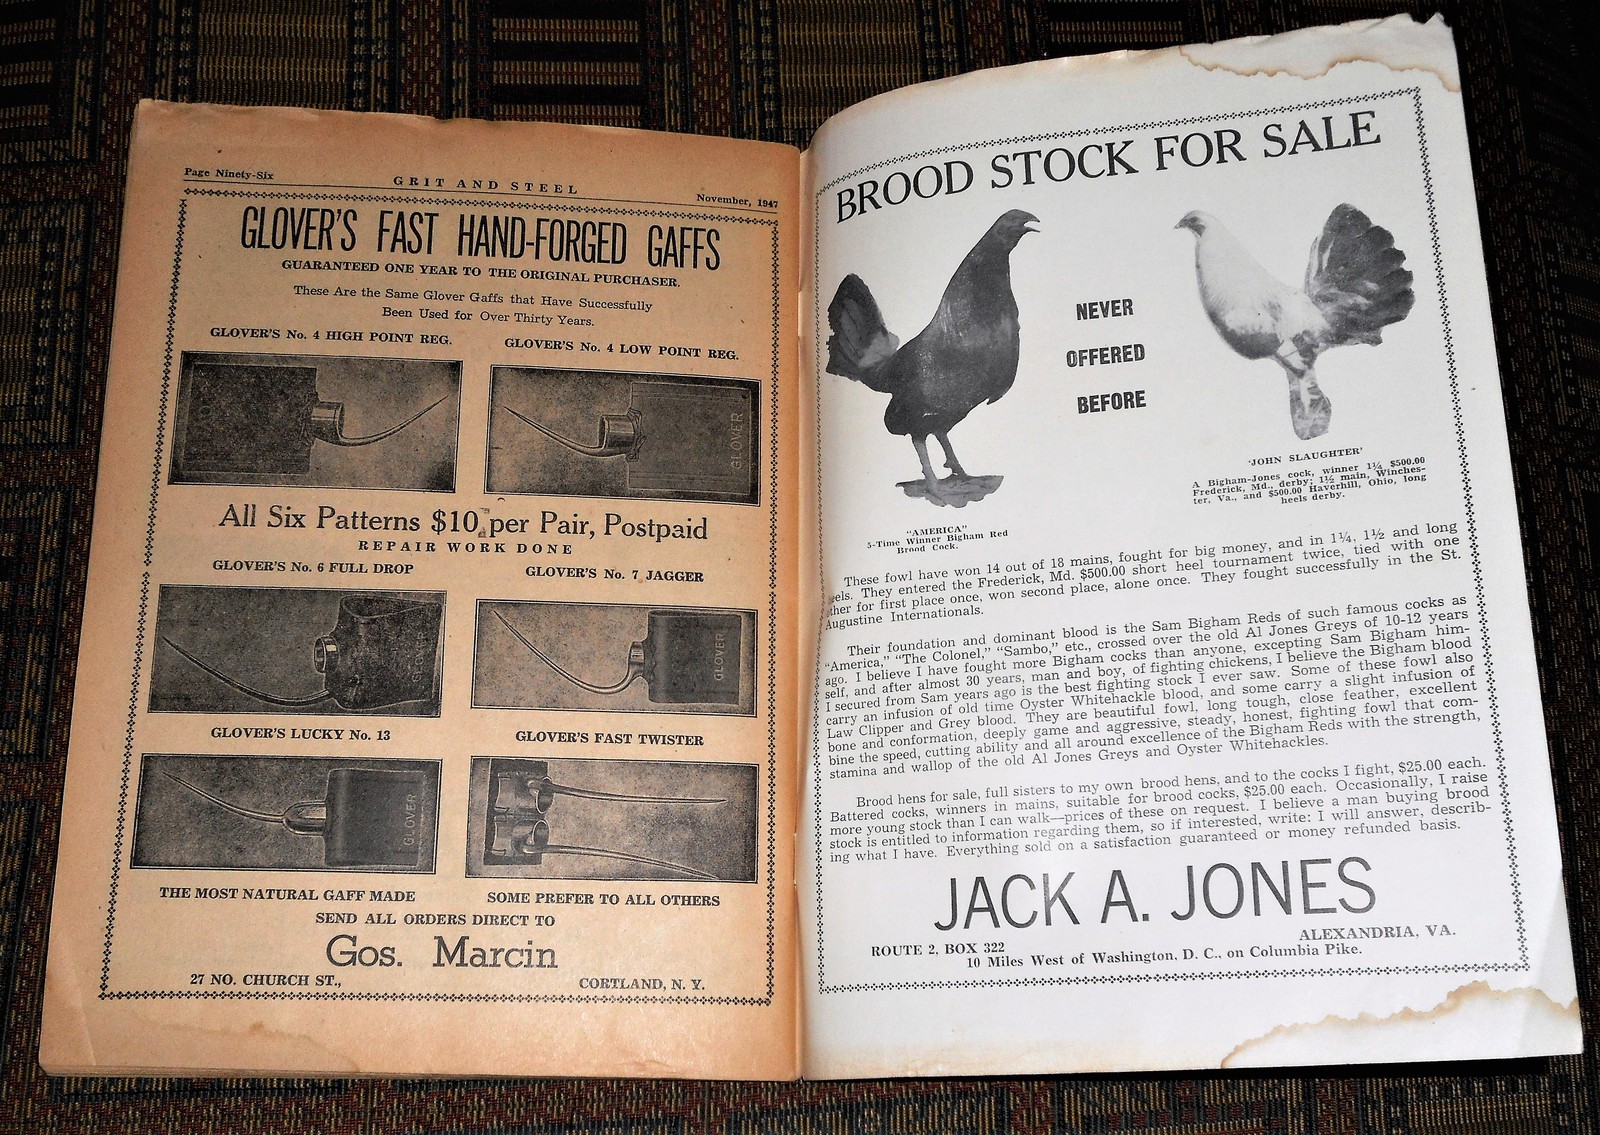 Page Ninety-Six
GRIT AND STEEL
November, 1947
GLOVER'S FAST HAND-FORGED GAFFS
GUARANTEED ONE YEAR TO THE ORIGINAL PURCHASER.
These Are the Same Glover Gaffs that Have Successfully
Been Used for Over Thirty Years.
GLOVER'S No. 4 HIGH POINT REG.
GLOVER'S No. 4 LOW POINT REG.
GLOVER
All Six Patterns $10 per Pair, Postpaid
REPAIR WORK DONE
GLOVER'S No. 6 FULL DROP
GLOVER'S No. 7 JAGGER
GLOVER
GLOVER
GLOVER'S LUCKY No. 13
GLOVER'S FAST TWISTER
GLOVER
THE MOST NATURAL GAFF MADE
SOME PREFER TO ALL OTHERS
SEND ALL ORDERS DIRECT TO
Gos. Marcin
27 NO. CHURCH ST.,
CORTLAND, N. Y.
BROOD STOCK FOR SALE
NEVER
OFFERED
BEFORE
"AMERICA"
5-Time Winner Bigham Red
Brood Cock.
'JOHN SLAUGHTER'
A Bigham-Jones cock, winner 1¼ $500.00
Frederick, Md., derby; 1½ main, Winches-
ter, Va., and $500.00 Haverhill, Ohio, long
heels derby.
These fowl have won 14 out of 18 mains, fought for big money, and in 1¼, 1½ and long
eels. They entered the Frederick, Md. $500.00 short heel tournament twice, tied with one
ther for first place once, won second place, alone once. They fought successfully in the St.
Augustine Internationals.
Their foundation and dominant blood is the Sam Bigham Reds of such famous cocks as
"America," "The Colonel," "Sambo," etc., crossed over the old Al Jones Greys of 10-12 years
ago. I believe I have fought more Bigham cocks than anyone, excepting Sam Bigham him-
self, and after almost 30 years, man and boy, of fighting chickens, I believe the Bigham blood
I secured from Sam years ago is the best fighting stock I ever saw. Some of these fowl also
carry an infusion of old time Oyster Whitehackle blood, and some carry a slight infusion of
Law Clipper and Grey blood. They are beautiful fowl, long tough, close feather, excellent
bone and conformation, deeply game and aggressive, steady, honest, fighting fowl that com-
bine the speed, cutting ability and all around excellence of the Bigham Reds with the strength,
stamina and wallop of the old Al Jones Greys and Oyster Whitehackles.
Brood hens for sale, full sisters to my own brood hens, and to the cocks I fight, $25.00 each.
Battered cocks, winners in mains, suitable for brood cocks, $25.00 each. Occasionally, I raise
more young stock than I can walk—prices of these on request. I believe a man buying brood
stock is entitled to information regarding them, so if interested, write: I will answer, describ-
ing what I have. Everything sold on a satisfaction guaranteed or money refunded basis.
JACK A. JONES
ROUTE 2, BOX 322
ALEXANDRIA, VA.
10 Miles West of Washington, D. C., on Columbia Pike.